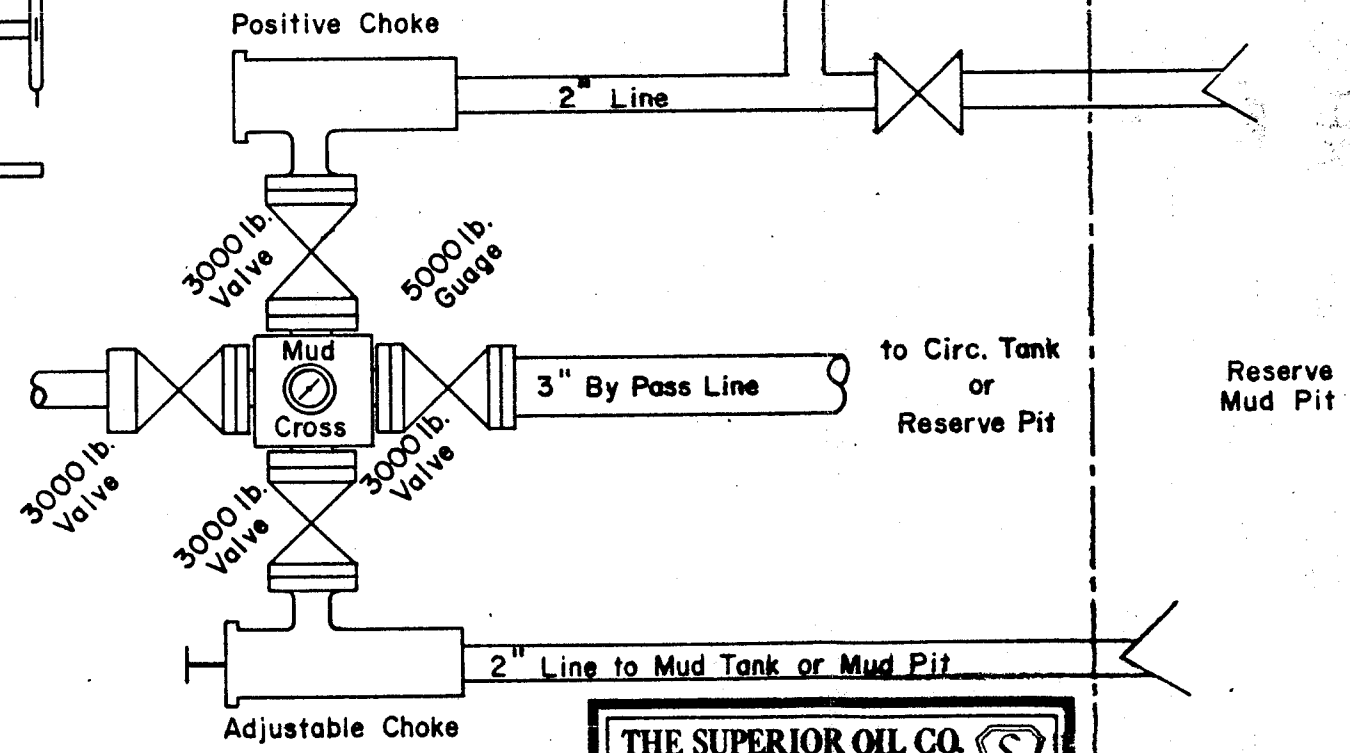 Positive Choke
2" Line
3000 lb.
Valve
5000 lb.
Guage
Mud
Cross
3" By Pass Line
to Circ. Tank
or
Reserve Pit
Reserve
Mud Pit
3000 lb.
Valve
3000 lb.
Valve
3000 lb.
Valve
2" Line to Mud Tank or Mud Pit
Adjustable Choke
THE SUPERIOR OIL CO.
S